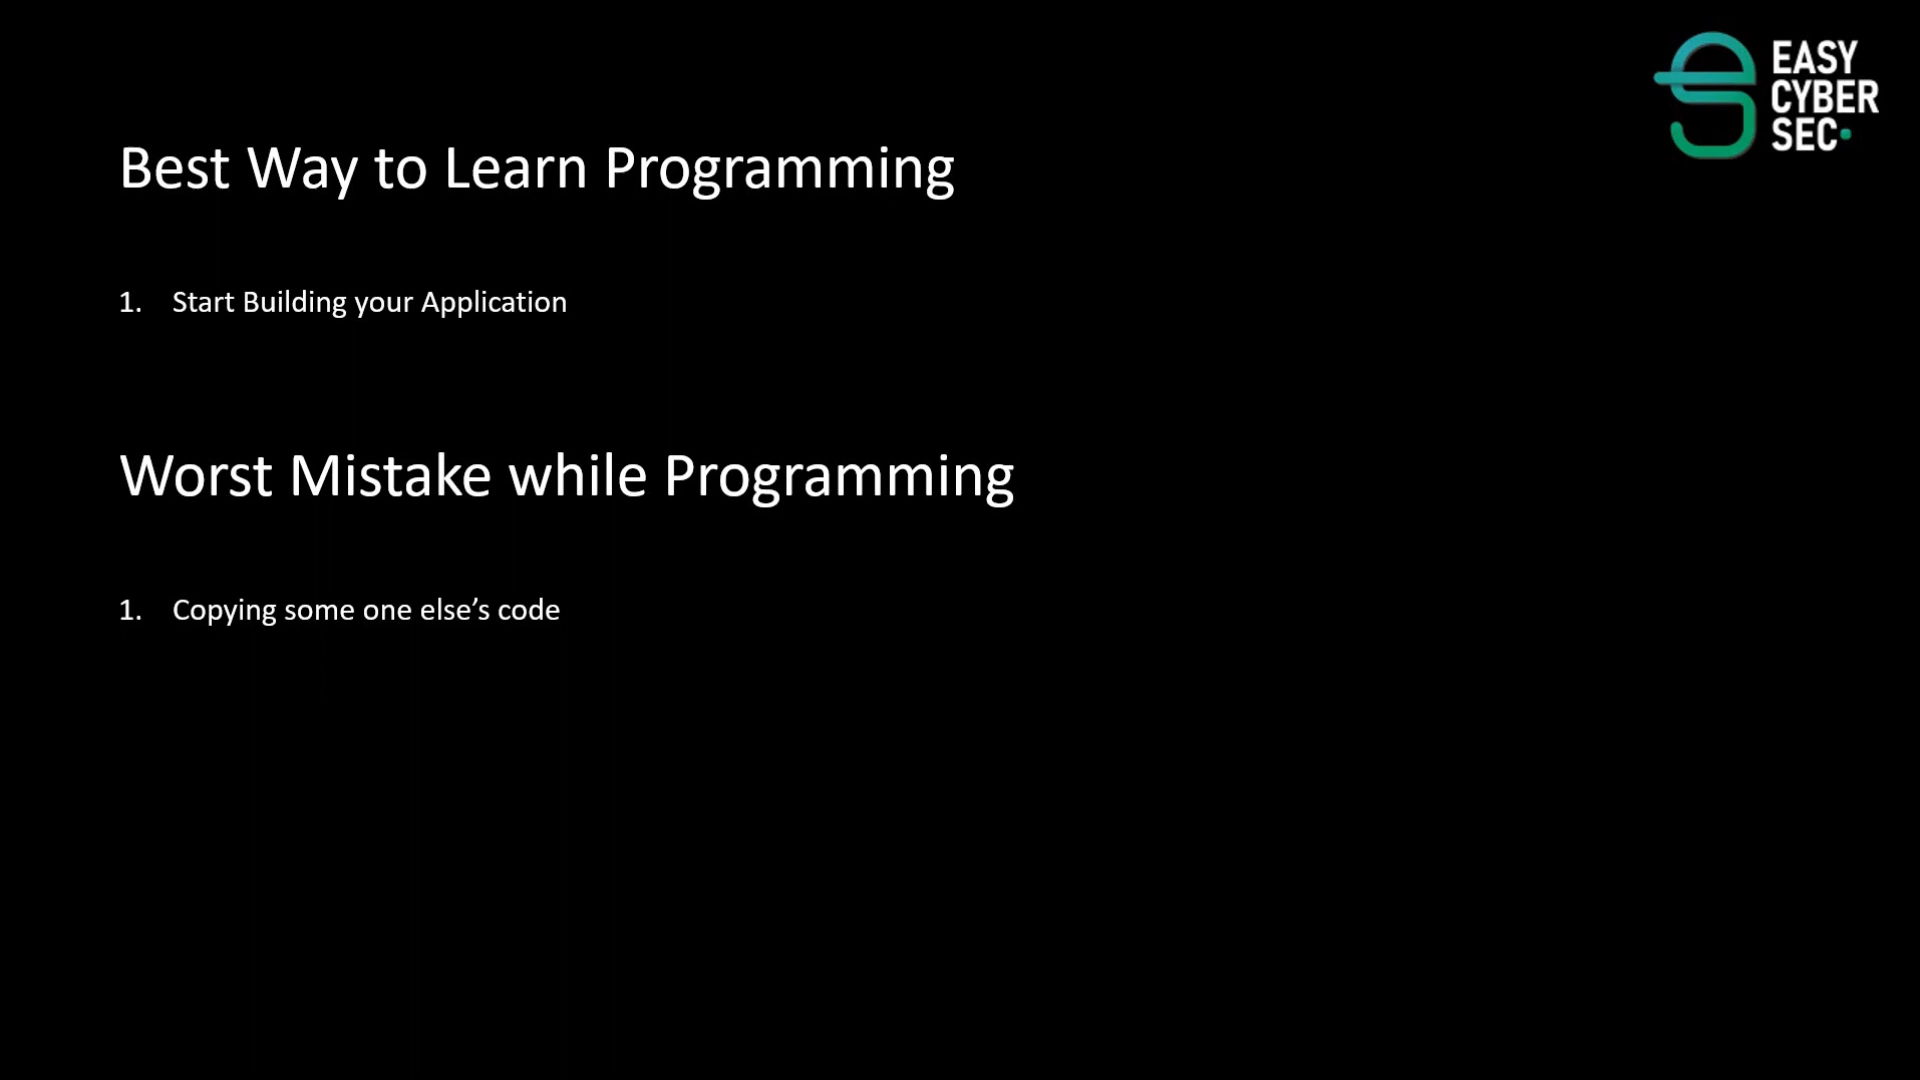 EASY
CYBER
SEC
Best Way to Learn Programming
1. Start Building your Application
Worst Mistake while Programming
1. Copying some one else’s code